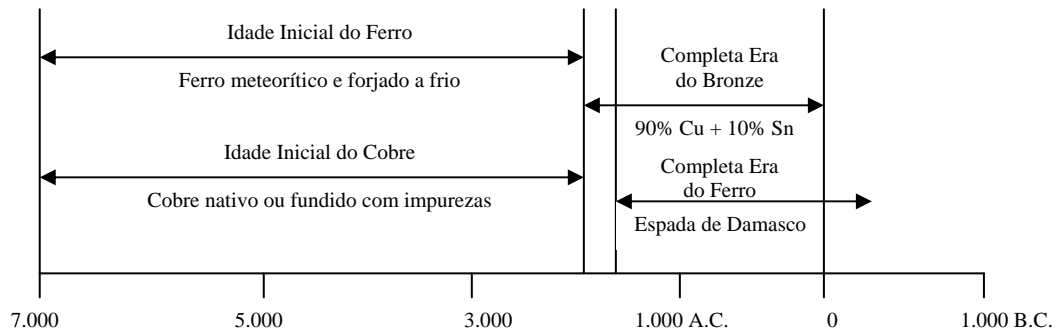 Idade Inicial do Ferro
Ferro meteorítico e forjado a frio
Completa Era
do Bronze
90% Cu + 10% Sn
Idade Inicial do Cobre
Cobre nativo ou fundido com impurezas
Completa Era
do Ferro
Espada de Damasco
7.000 5.000 3.000 1.000 A.C. 0 1.000 B.C.